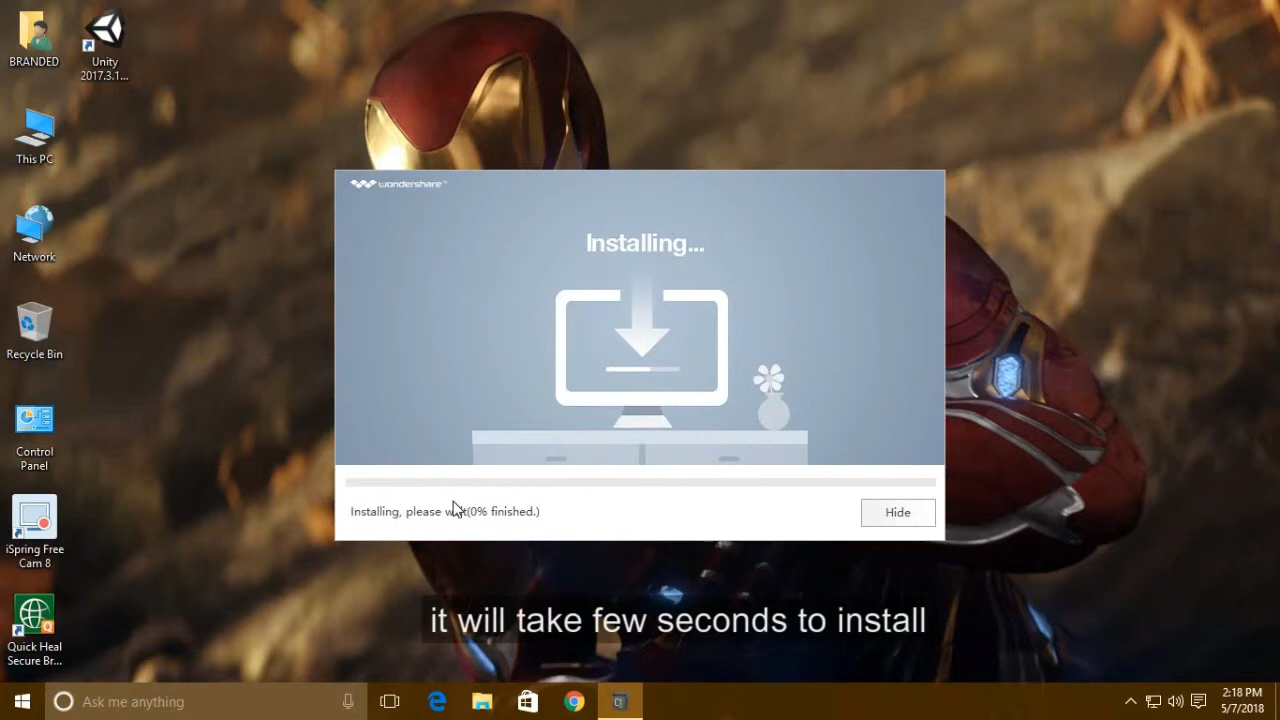 BRANDED
Unity
2017.3.1...
This PC
Network
Recycle Bin
Control
Panel
iSpring Free
Cam 8
Quick Heal
Secure Br...
wondershare™
Installing...
Installing, please wait(0% finished.)
Hide
it will take few seconds to install
Ask me anything
2:18 PM
5/7/2018